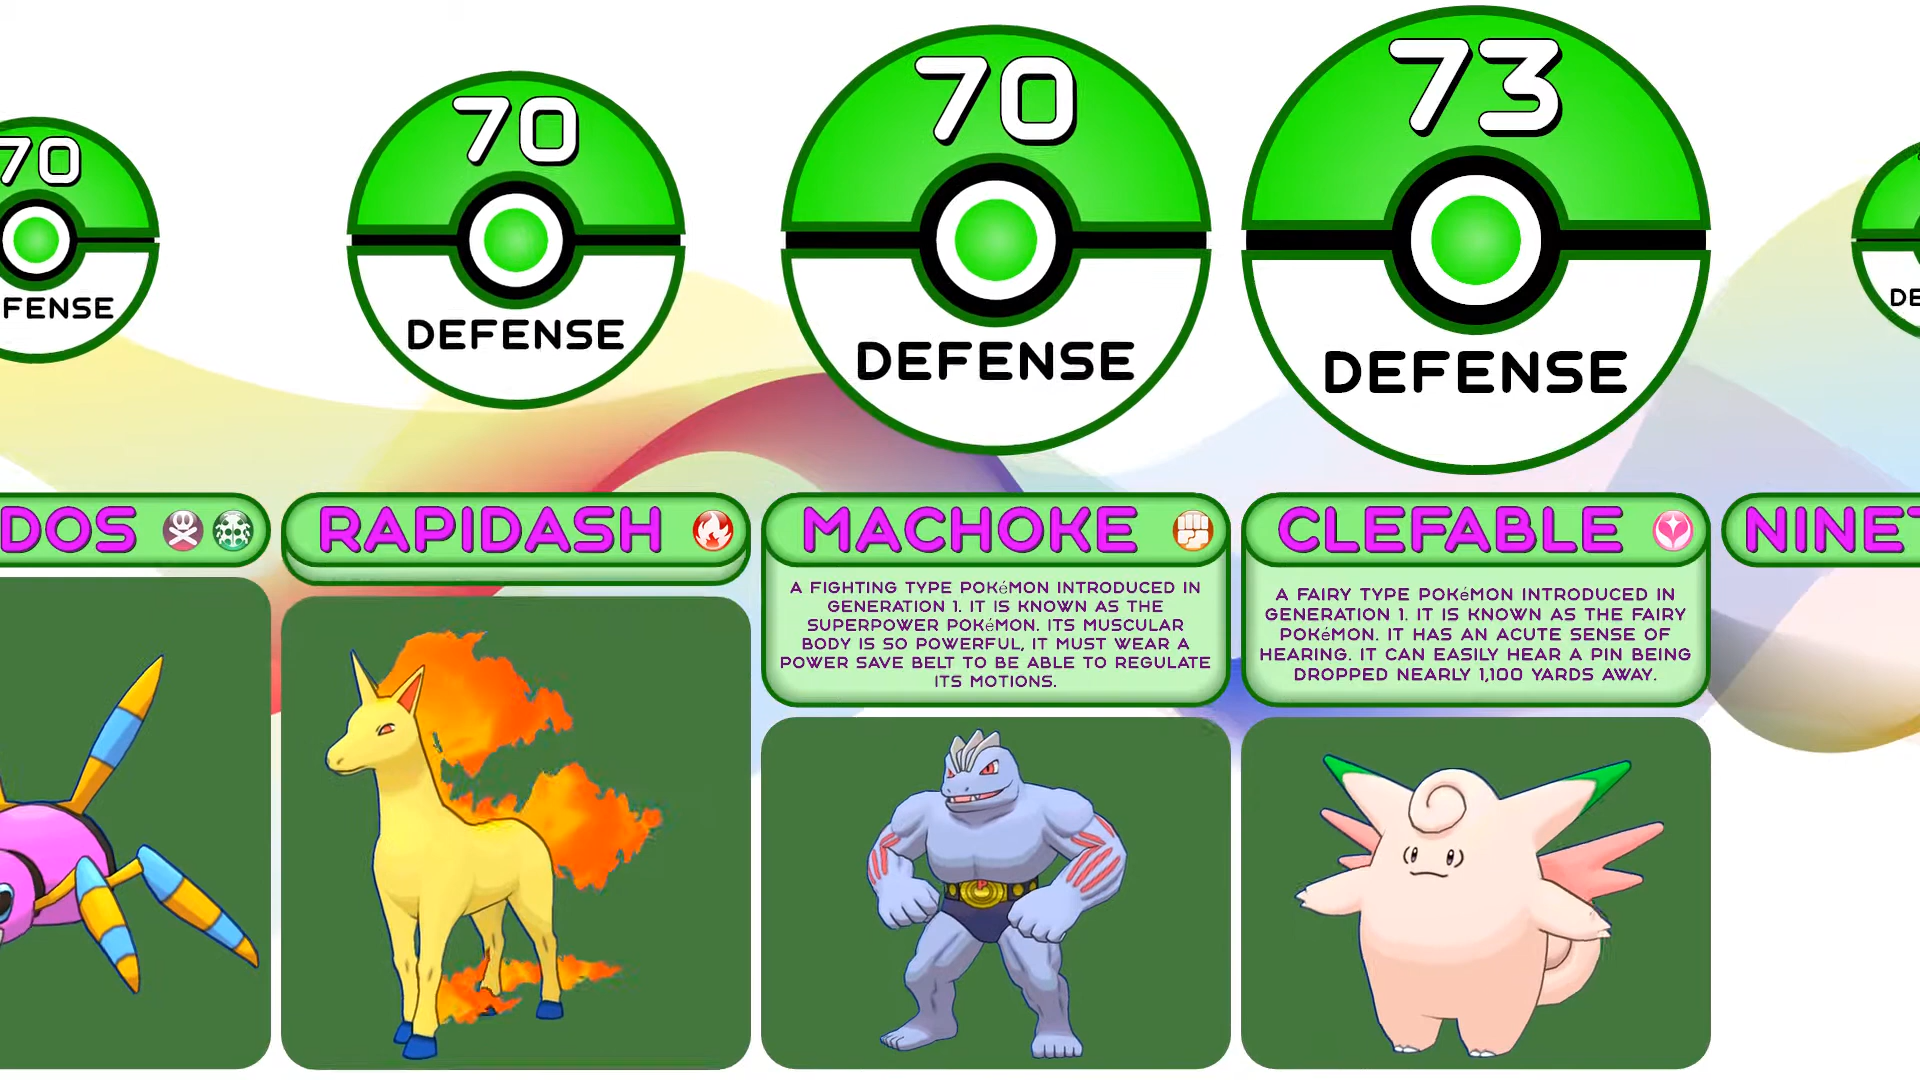 70
FENSE
DOS
70
DEFENSE
RAPIDASH
70
DEFENSE
MACHOKE
A FIGHTING TYPE POKéMON INTRODUCED IN
GENERATION 1. IT IS KNOWN AS THE
SUPERPOWER POKéMON. ITS MUSCULAR
BODY IS SO POWERFUL, IT MUST WEAR A
POWER SAVE BELT TO BE ABLE TO REGULATE
ITS MOTIONS.
73
DEFENSE
CLEFABLE
A FAIRY TYPE POKéMON INTRODUCED IN
GENERATION 1. IT IS KNOWN AS THE FAIRY
POKéMON. IT HAS AN ACUTE SENSE OF
HEARING. IT CAN EASILY HEAR A PIN BEING
DROPPED NEARLY 1,100 YARDS AWAY.
DE
NINET